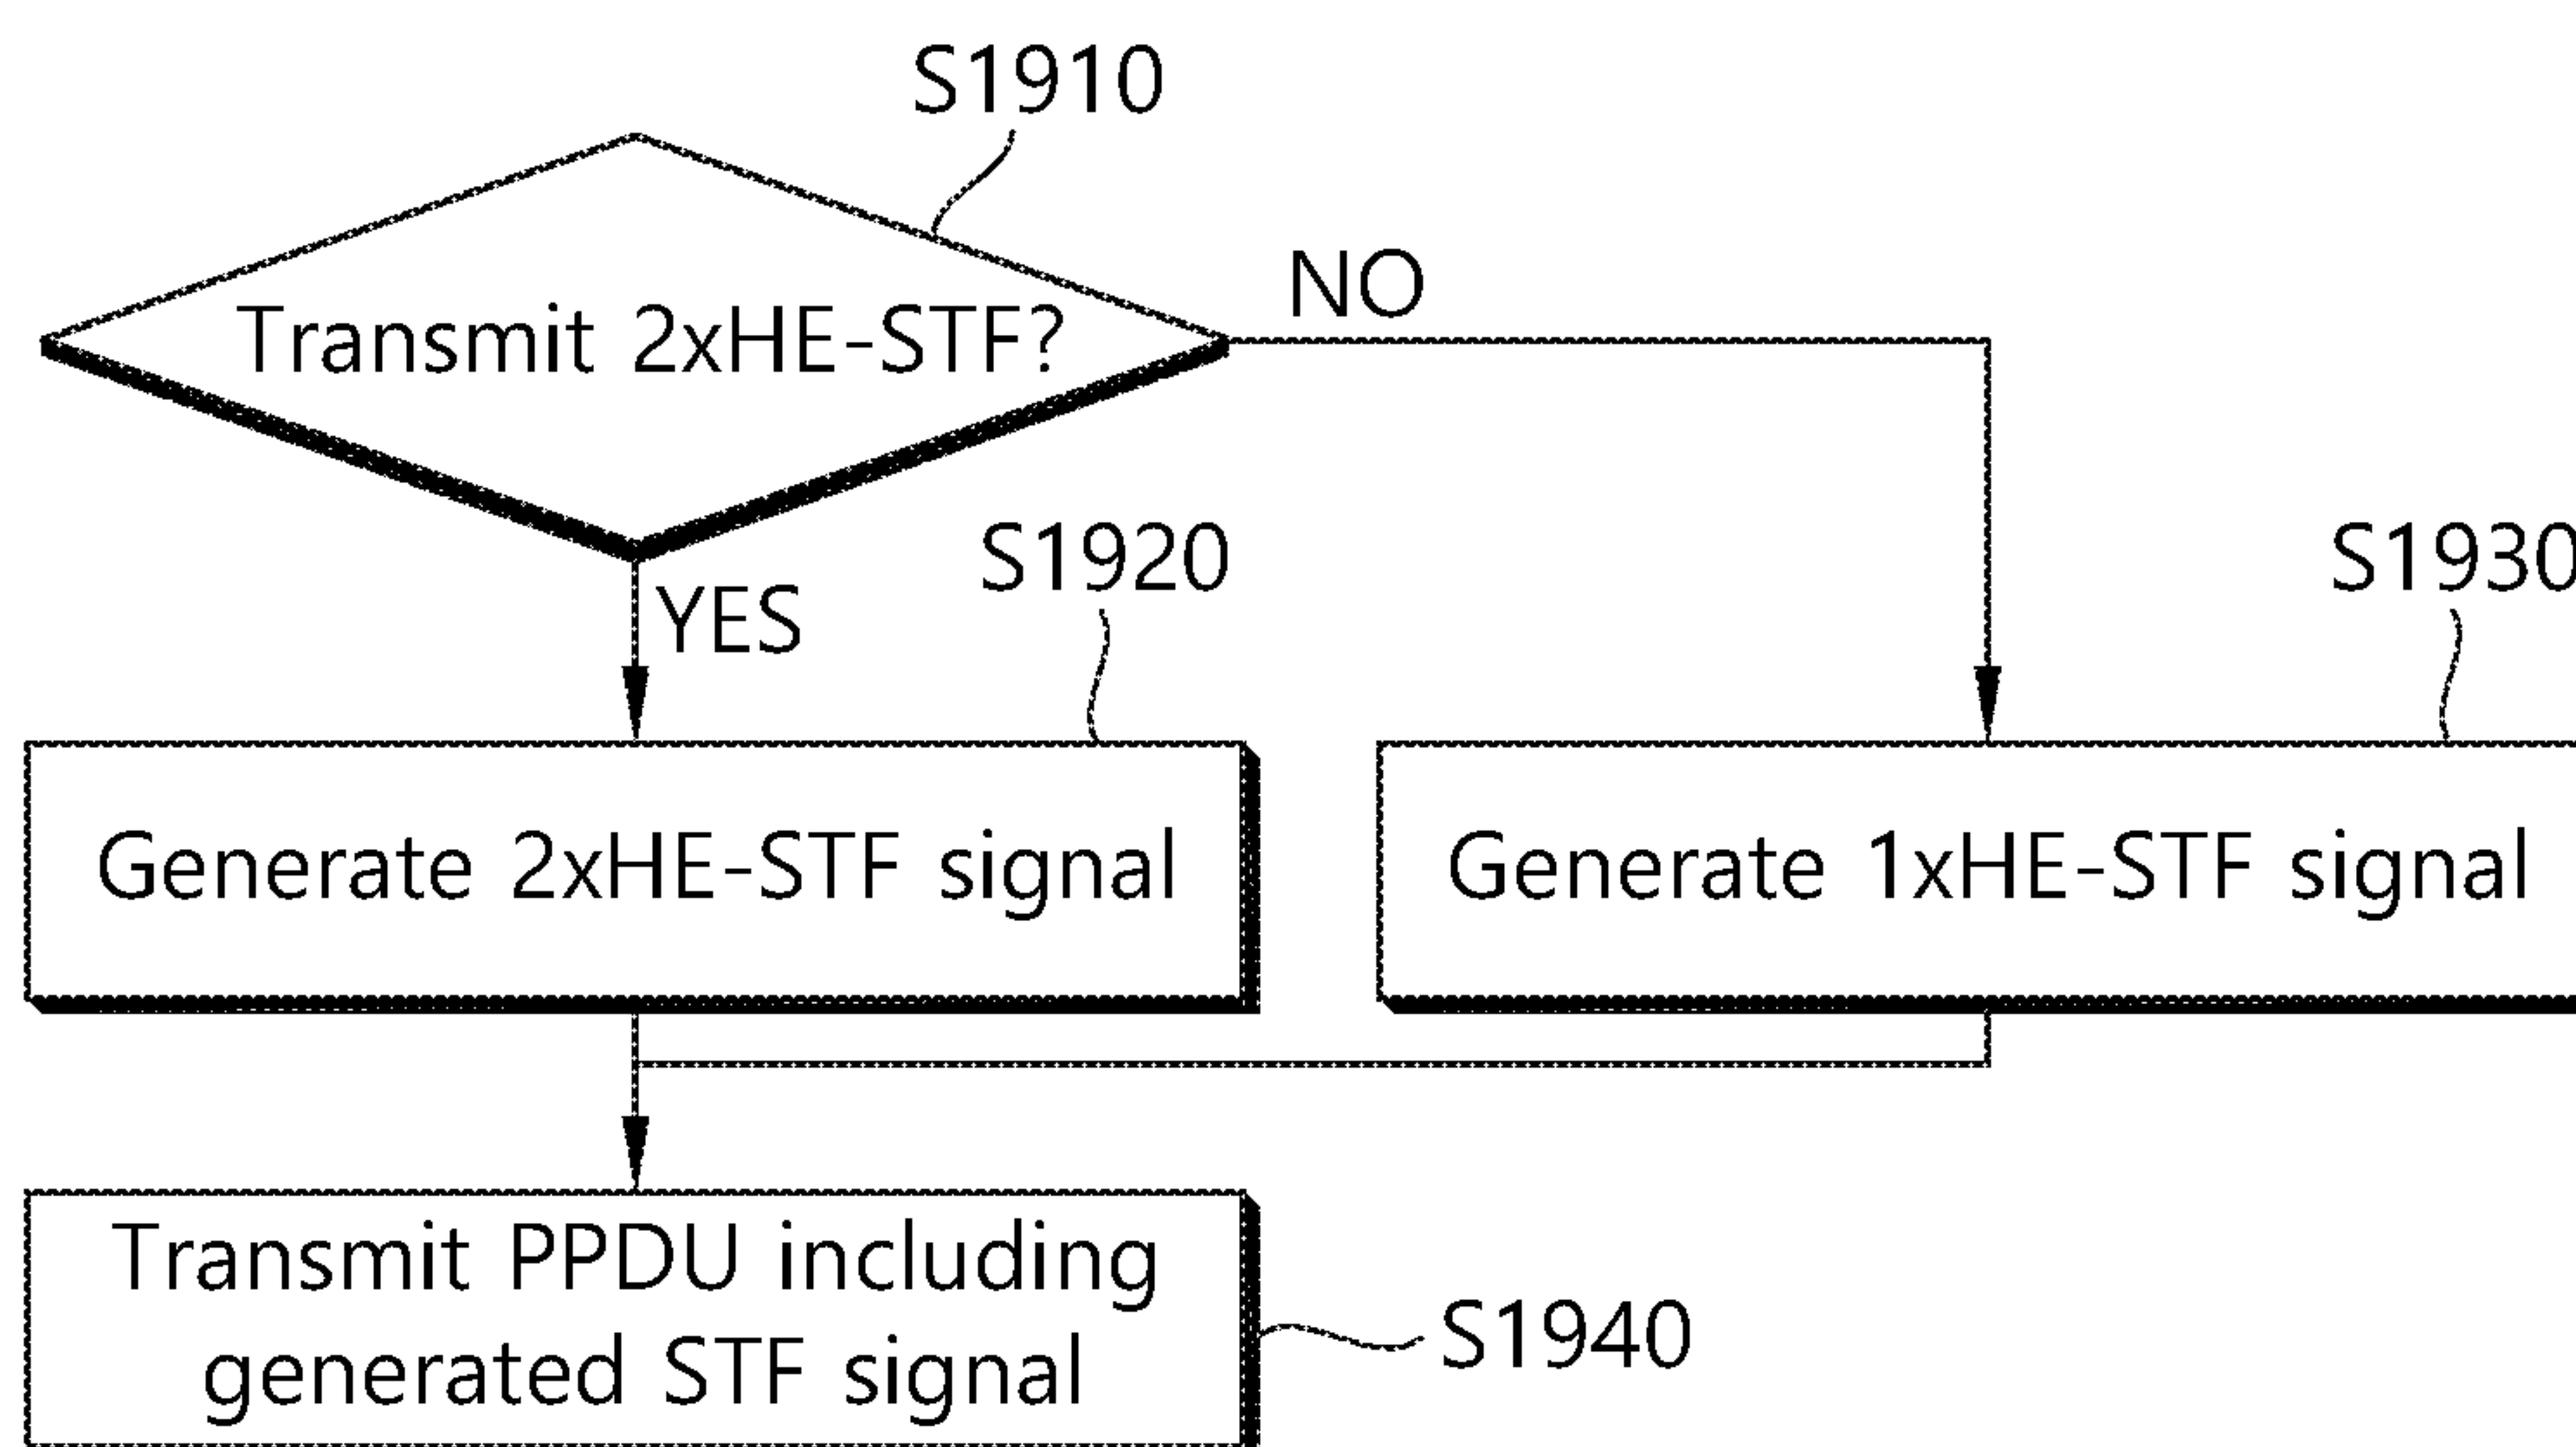 S1910
Transmit 2xHE-STF?
NO
YES
S1920
S1930
Generate 2xHE-STF signal
Generate 1xHE-STF signal
Transmit PPDU including
generated STF signal
S1940